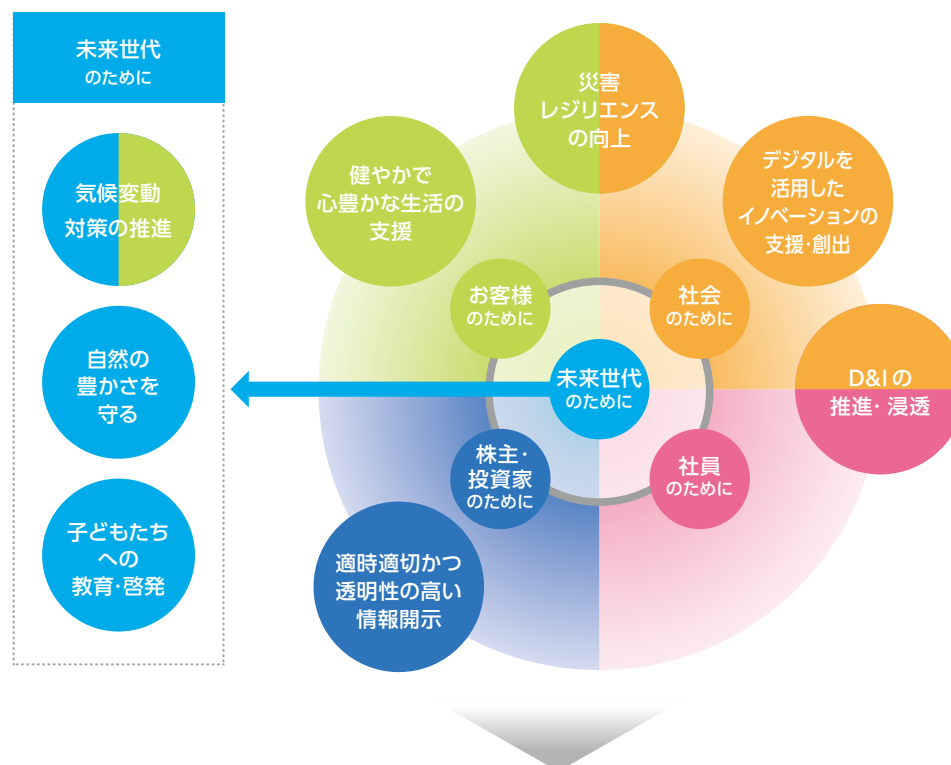 未来世代
のために
気候変動
対策の推進
自然の
豊かさを
守る
子どもたち
への
教育・啓発
災害
レジリエンス
の向上
健やかで
心豊かな生活の
支援
デジタルを
活用した
イノベーションの
支援・創出
お客様
のために
社会
のために
未来世代
のために
D&Iの
推進・浸透
株主・
投資家
のために
社員
のために
適時適切かつ
透明性の高い
情報開示